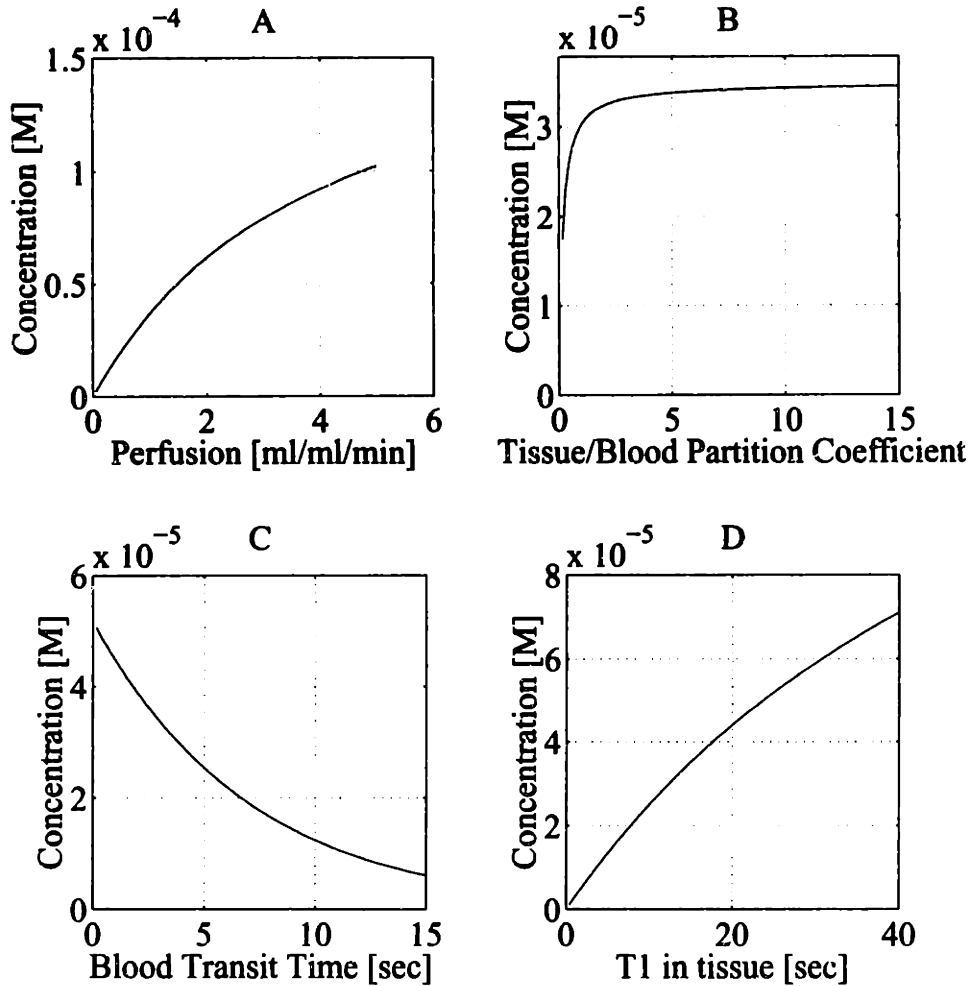 A
x 10⁻⁴
1.5
1
0.5
0
0 2 4 6
Concentration [M]
Perfusion [ml/ml/min]
B
x 10⁻⁵
3
2
1
0
0 5 10 15
Concentration [M]
Tissue/Blood Partition Coefficient
C
x 10⁻⁵
6
4
2
0
0 5 10 15
Concentration [M]
Blood Transit Time [sec]
D
x 10⁻⁵
8
6
4
2
0
0 20 40
Concentration [M]
T1 in tissue [sec]